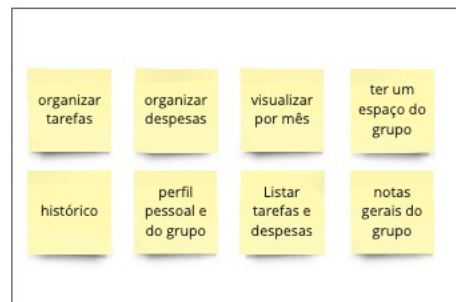 organizar
tarefas
organizar
despesas
visualizar
por mês
ter um
espaço do
grupo
histórico
perfil
pessoal e
do grupo
Listar
tarefas e
despesas
notas
gerais do
grupo